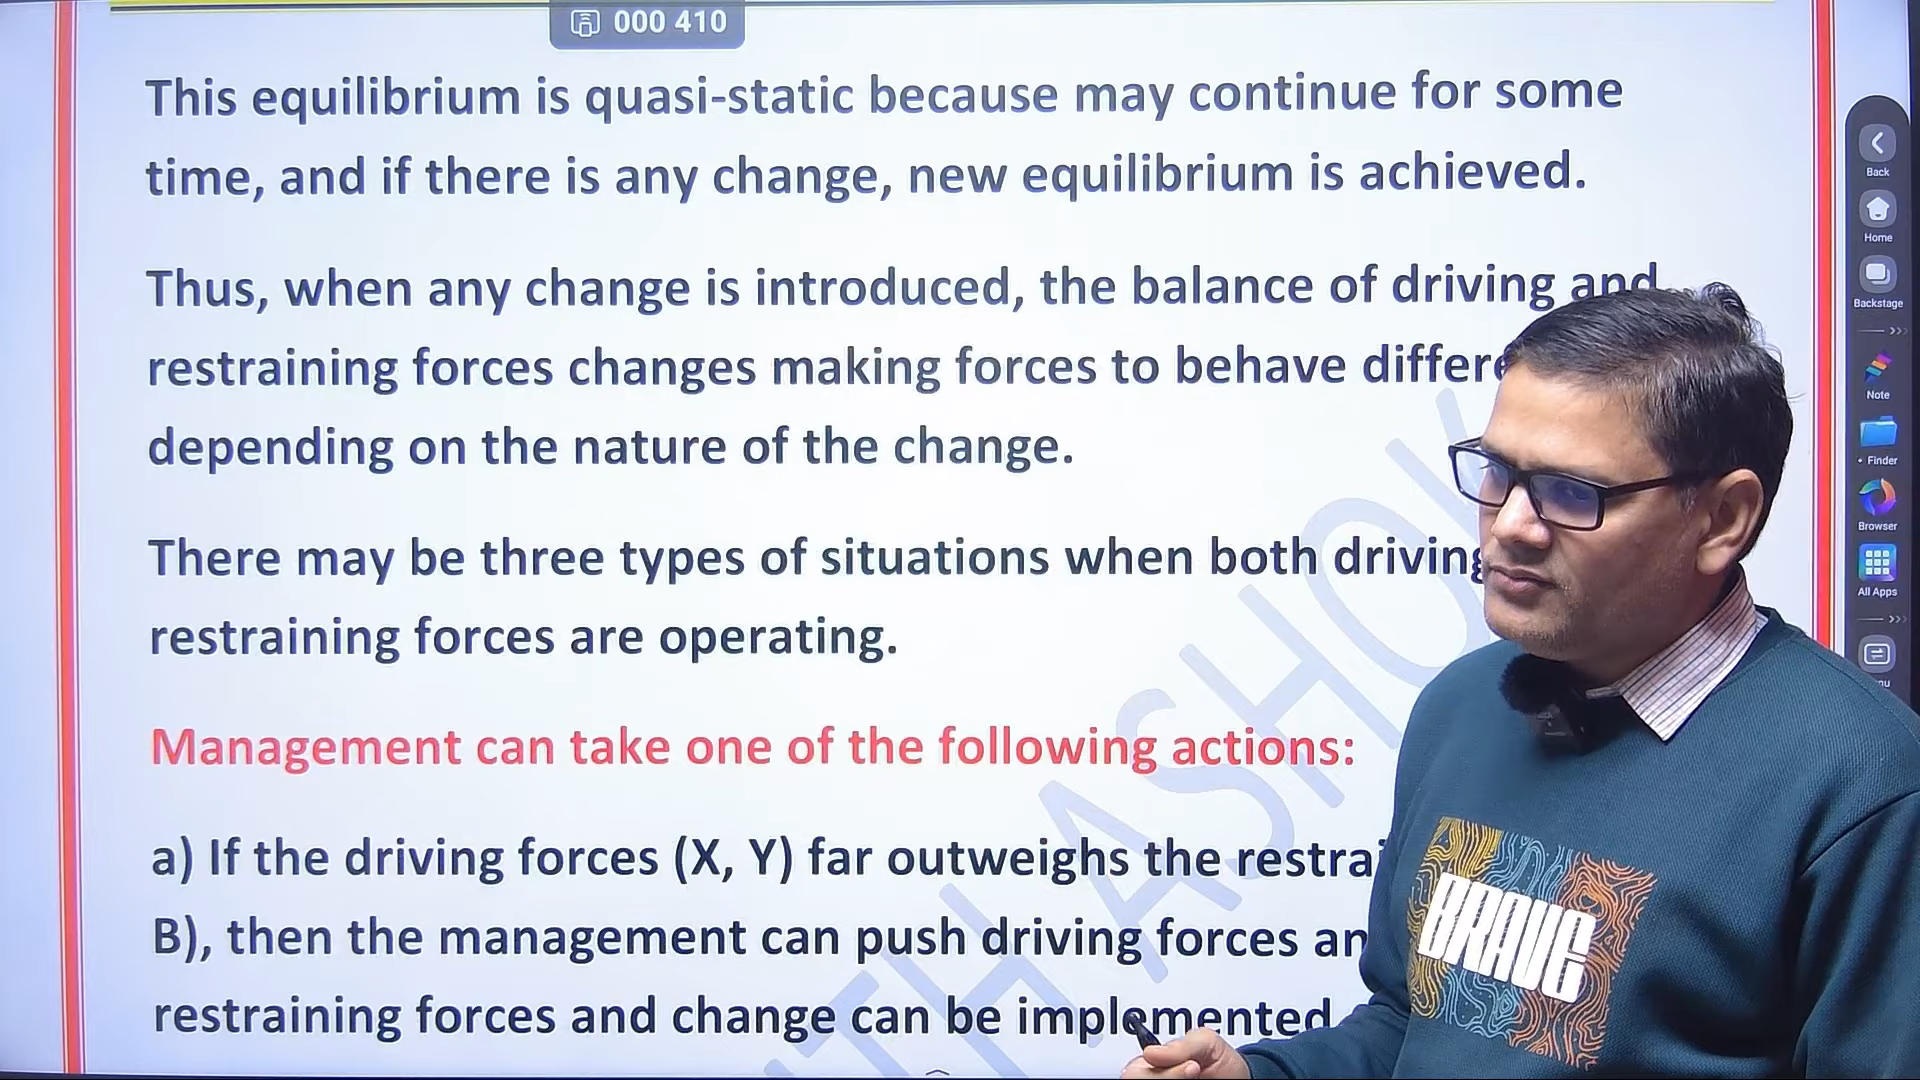 000 410
This equilibrium is quasi-static because may continue for some
time, and if there is any change, new equilibrium is achieved.
Thus, when any change is introduced, the balance of driving and
restraining forces changes making forces to behave
depending on the nature of the change.
There may be three types of situations when both driving
restraining forces are operating.
Management can take one of the following actions:
a) If the driving forces (X, Y) far outweighs the
B), then the management can push driving forces
restraining forces and change can be implemented
Back
Home
Backstage
Note
Finder
Browser
All Apps
BRAVE